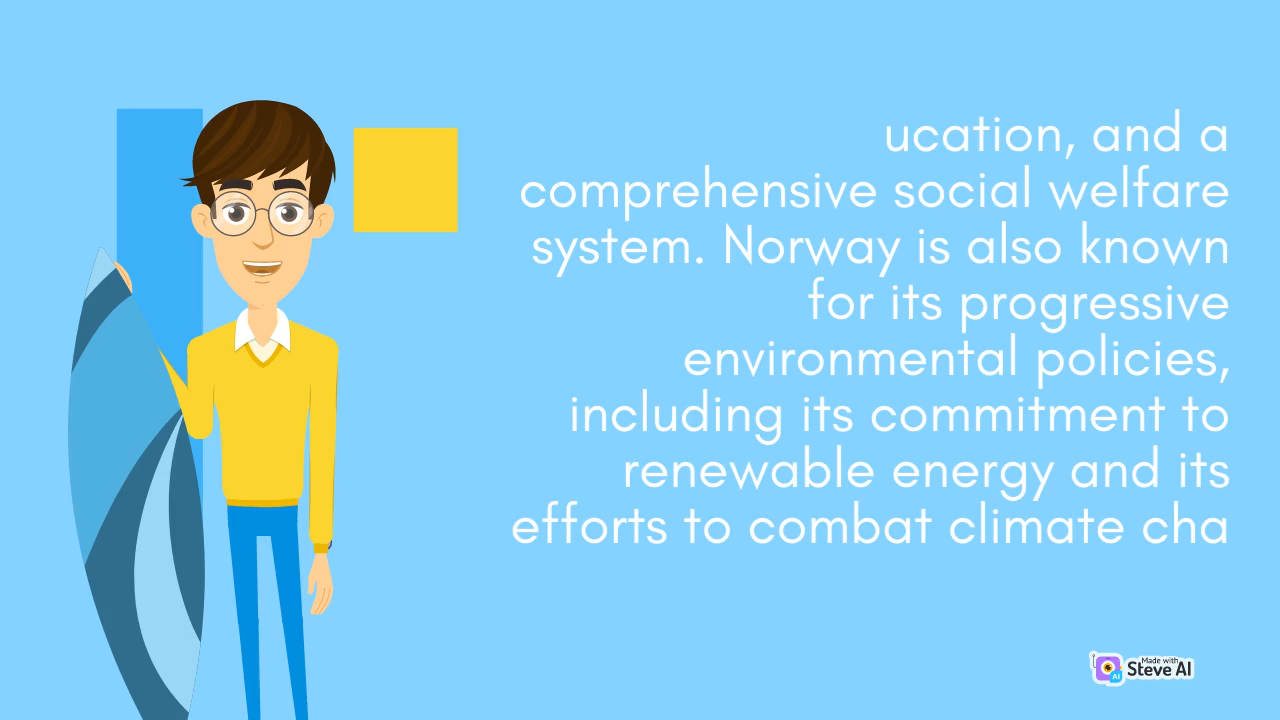 ucation, and a
comprehensive social welfare
system. Norway is also known
for its progressive
environmental policies,
including its commitment to
renewable energy and its
efforts to combat climate cha
Made with
Steve AI
AI